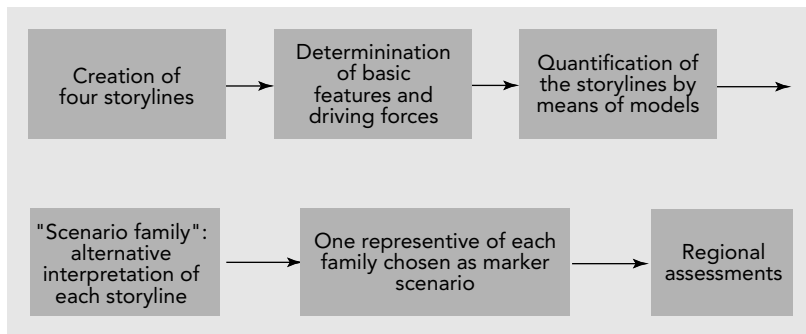 Creation of
four storylines
Determinination
of basic
features and
driving forces
Quantification of
the storylines by
means of models
"Scenario family":
alternative
interpretation of
each storyline
One representive of each
family chosen as marker
scenario
Regional
assessments